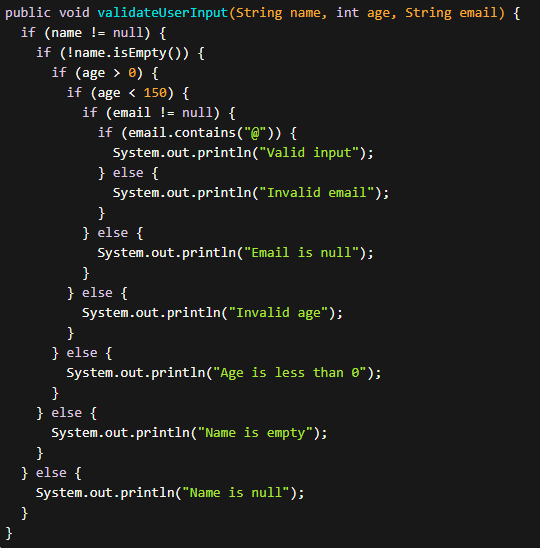 public void validateUserInput(String name, int age, String email) {
  if (name != null) {
    if (!name.isEmpty()) {
      if (age > 0) {
        if (age < 150) {
          if (email != null) {
            if (email.contains("@")) {
              System.out.println("Valid input");
            } else {
              System.out.println("Invalid email");
            }
          } else {
            System.out.println("Email is null");
          }
        } else {
          System.out.println("Invalid age");
        }
      } else {
        System.out.println("Age is less than 0");
      }
    } else {
      System.out.println("Name is empty");
    }
  } else {
    System.out.println("Name is null");
  }
}